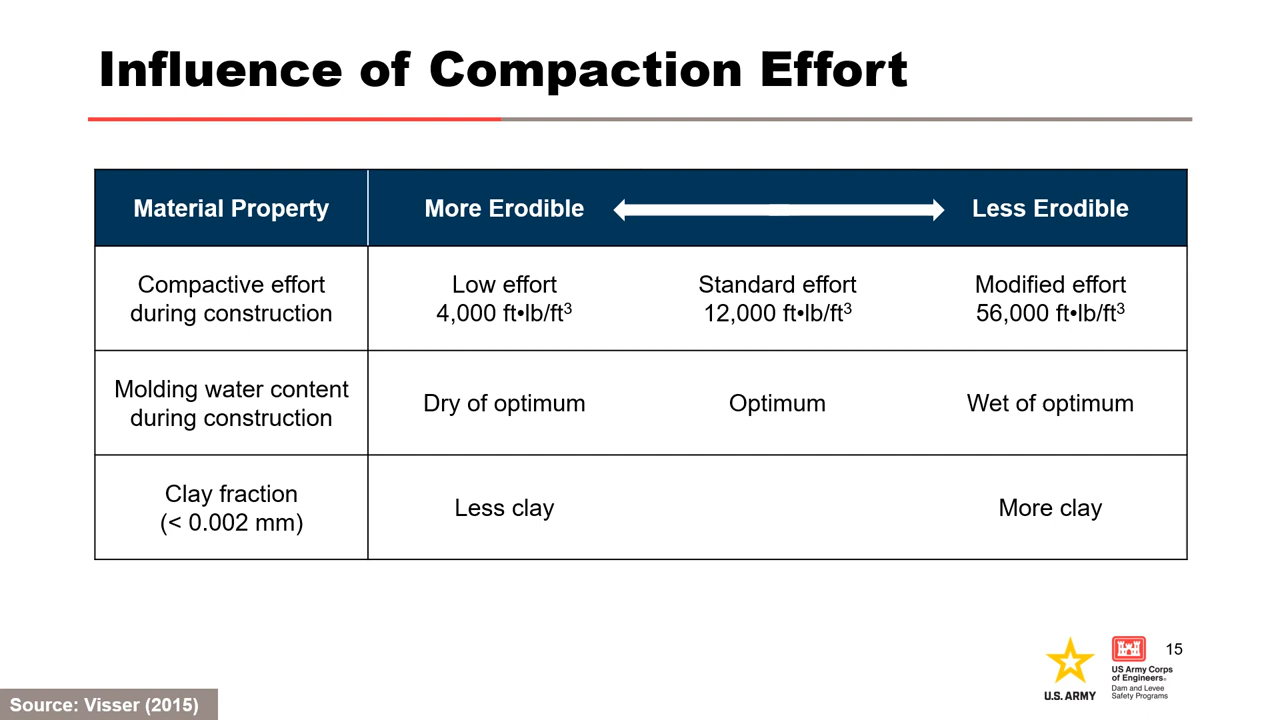 Influence of Compaction Effort
Material Property
More Erodible
Less Erodible
Compactive effort
during construction
Low effort
4,000 ft•lb/ft³
Standard effort
12,000 ft•lb/ft³
Modified effort
56,000 ft•lb/ft³
Molding water content
during construction
Dry of optimum
Optimum
Wet of optimum
Clay fraction
(< 0.002 mm)
Less clay
More clay
U.S. ARMY
US Army Corps
of Engineers®
Dam and Levee
Safety Programs
15
Source: Visser (2015)